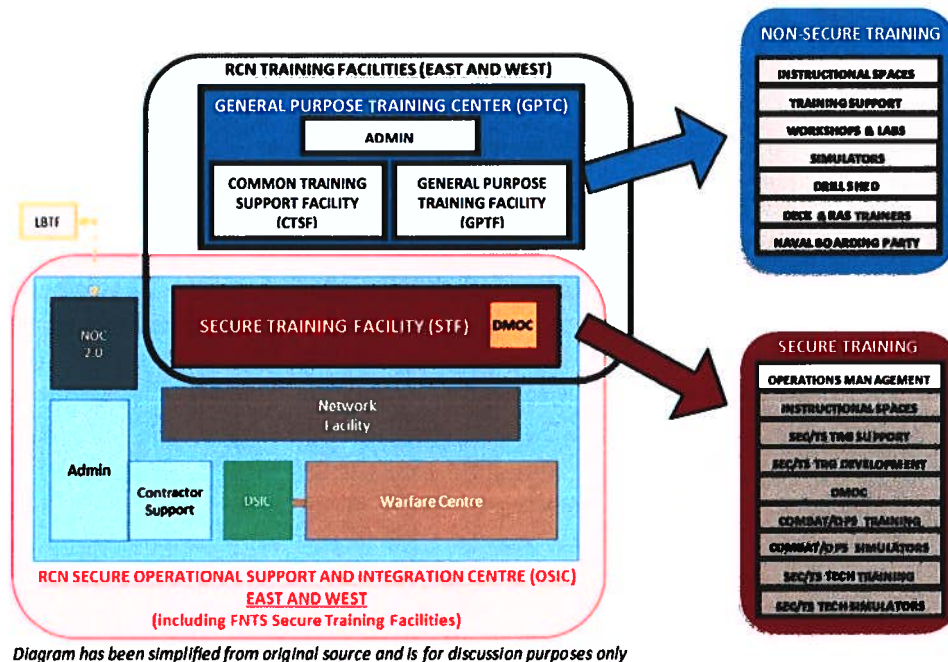 RCN TRAINING FACILITIES (EAST AND WEST)
GENERAL PURPOSE TRAINING CENTER (GPTC)
ADMIN
COMMON TRAINING
SUPPORT FACILITY
(CTSF)
GENERAL PURPOSE
TRAINING FACILITY
(GPTF)
LBTF
NOC
2.0
SECURE TRAINING FACILITY (STF)
DMOC
Network
Facility
Admin
Contractor
Support
DSIC
Warfare Centre
RCN SECURE OPERATIONAL SUPPORT AND INTEGRATION CENTRE (OSIC)
EAST AND WEST
(including FNTS Secure Training Facilities)
Diagram has been simplified from original source and is for discussion purposes only
NON-SECURE TRAINING
INSTRUCTIONAL SPACES
TRAINING SUPPORT
WORKSHOPS & LABS
SIMULATORS
DRILL SHED
DECK & RAS TRAINERS
NAVAL BOARDING PARTY
SECURE TRAINING
OPERATIONS MANAGEMENT
INSTRUCTIONAL SPACES
SEC/TS TRG SUPPORT
SEC/TS TRG DEVELOPMENT
DMOC
COMBAT/OPS TRAINING
COMBAT/OPS SIMULATORS
SEC/TS TECH TRAINING
SEC/TS TECH SIMULATORS